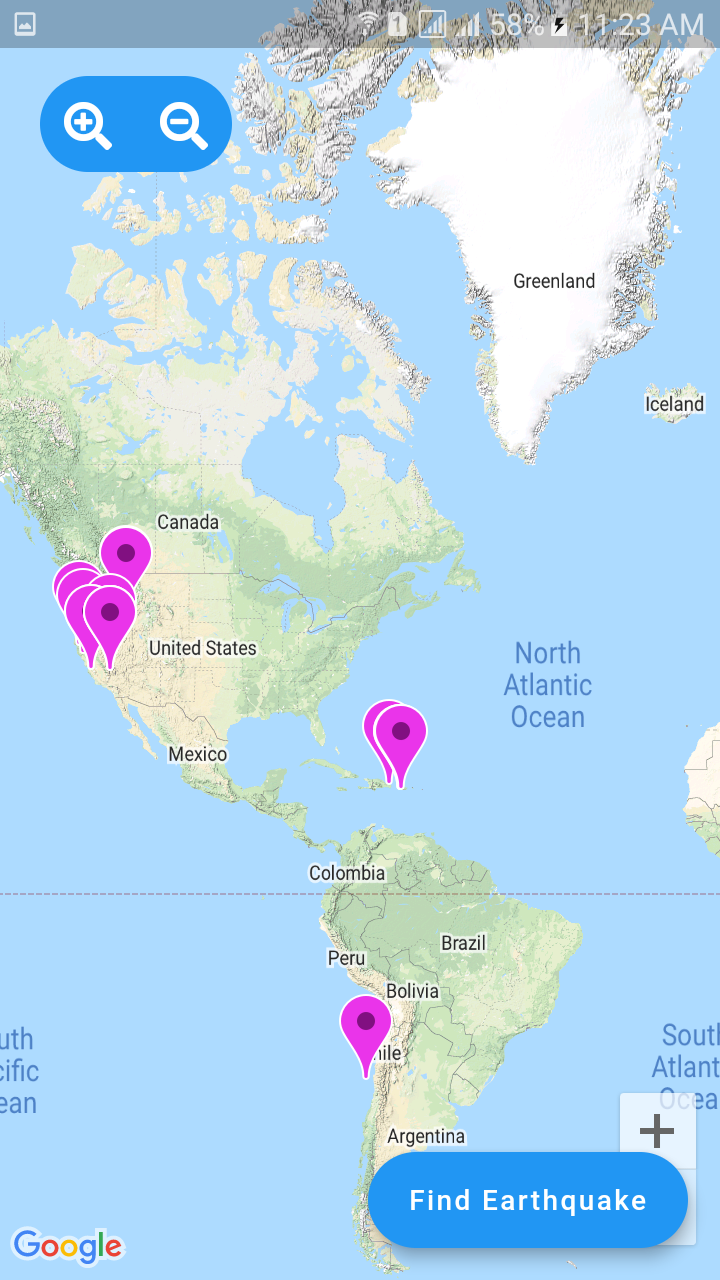 1 58% 11:23 AM
Greenland
Iceland
Canada
United States
North
Atlantic
Ocean
Mexico
Colombia
Brazil
Peru
Bolivia
uth
cific
ean
hile
South
Atlant
Ocea
Argentina
Find Earthquake
Google